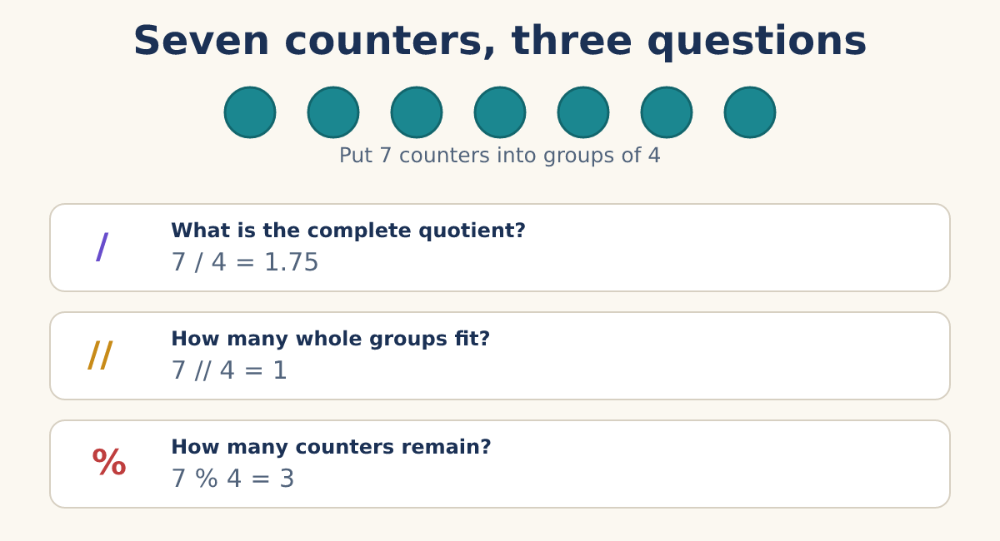 Seven counters, three questions
Put 7 counters into groups of 4
/
What is the complete quotient?
7 / 4 = 1.75
//
How many whole groups fit?
7 // 4 = 1
%
How many counters remain?
7 % 4 = 3